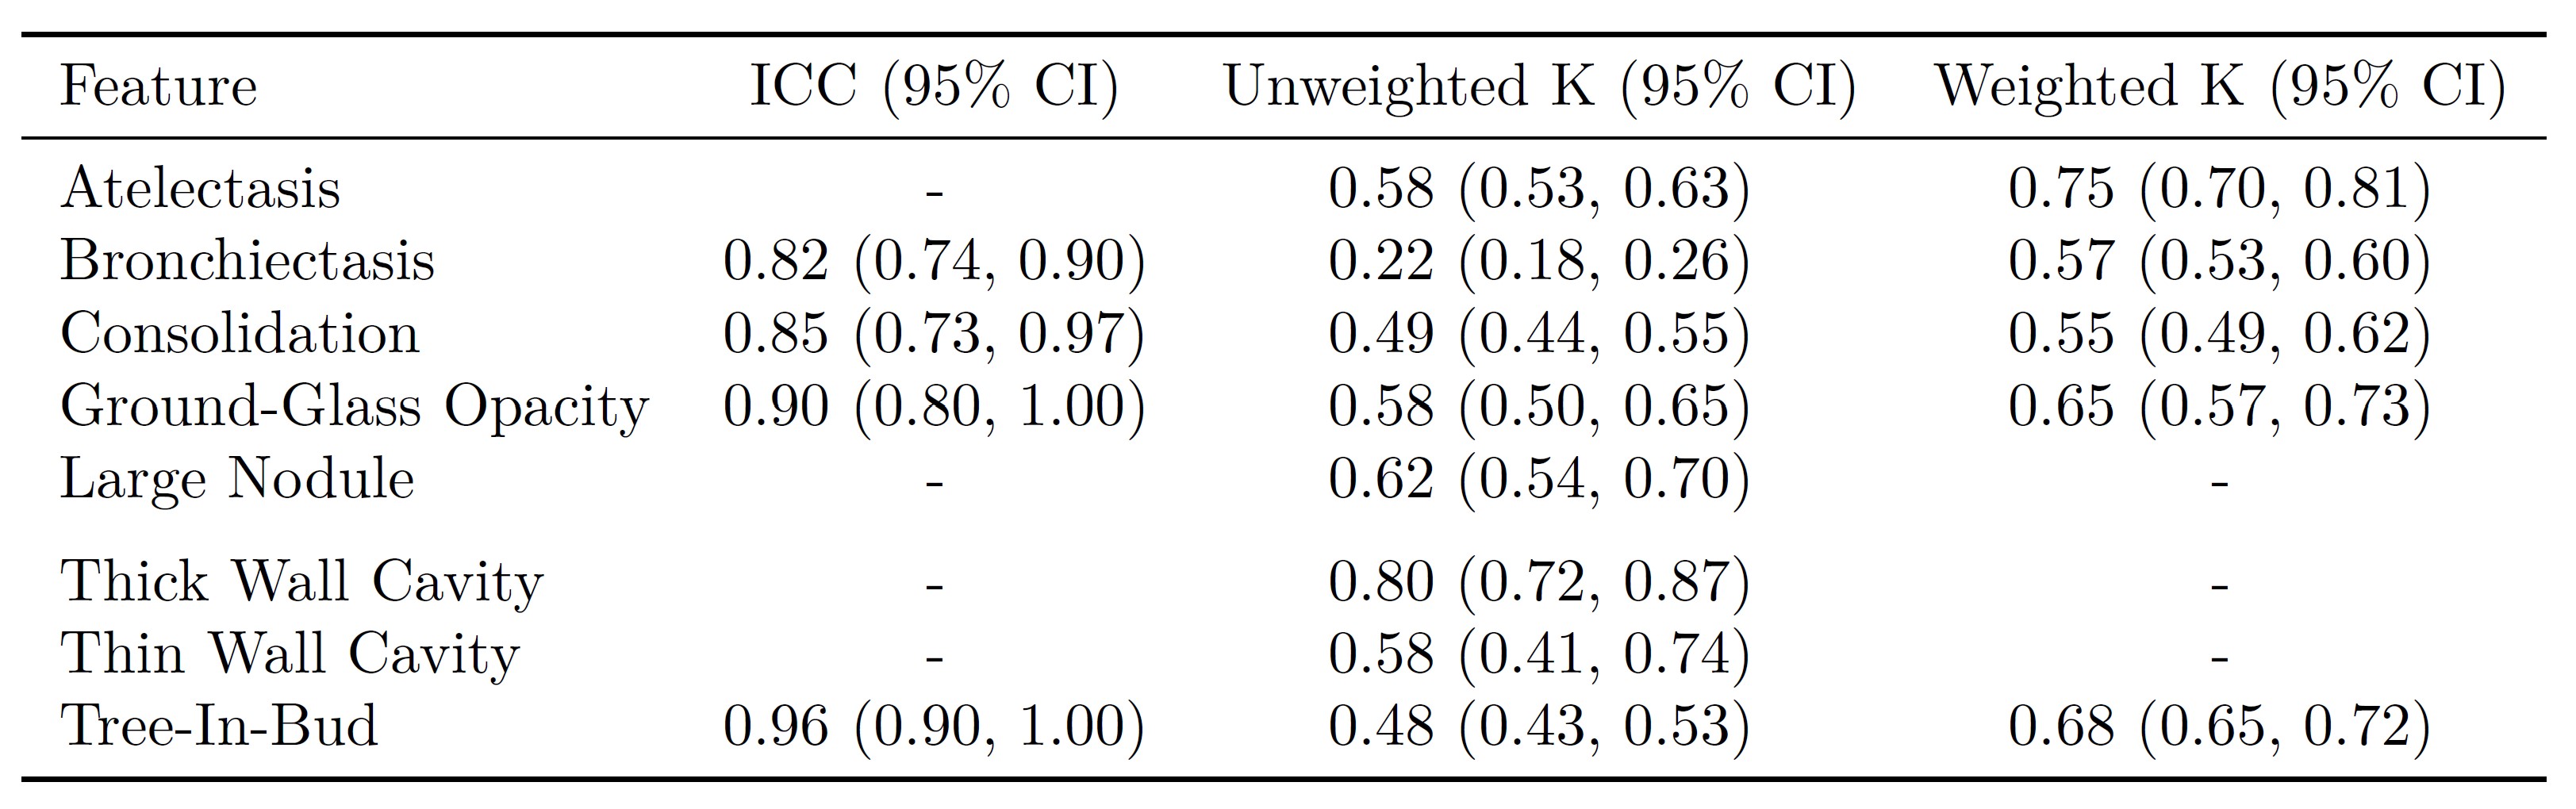 Feature ICC (95% CI) Unweighted K (95% CI) Weighted K (95% CI)
Atelectasis - 0.58 (0.53, 0.63) 0.75 (0.70, 0.81)
Bronchiectasis 0.82 (0.74, 0.90) 0.22 (0.18, 0.26) 0.57 (0.53, 0.60)
Consolidation 0.85 (0.73, 0.97) 0.49 (0.44, 0.55) 0.55 (0.49, 0.62)
Ground-Glass Opacity 0.90 (0.80, 1.00) 0.58 (0.50, 0.65) 0.65 (0.57, 0.73)
Large Nodule - 0.62 (0.54, 0.70) -
Thick Wall Cavity - 0.80 (0.72, 0.87) -
Thin Wall Cavity - 0.58 (0.41, 0.74) -
Tree-In-Bud 0.96 (0.90, 1.00) 0.48 (0.43, 0.53) 0.68 (0.65, 0.72)